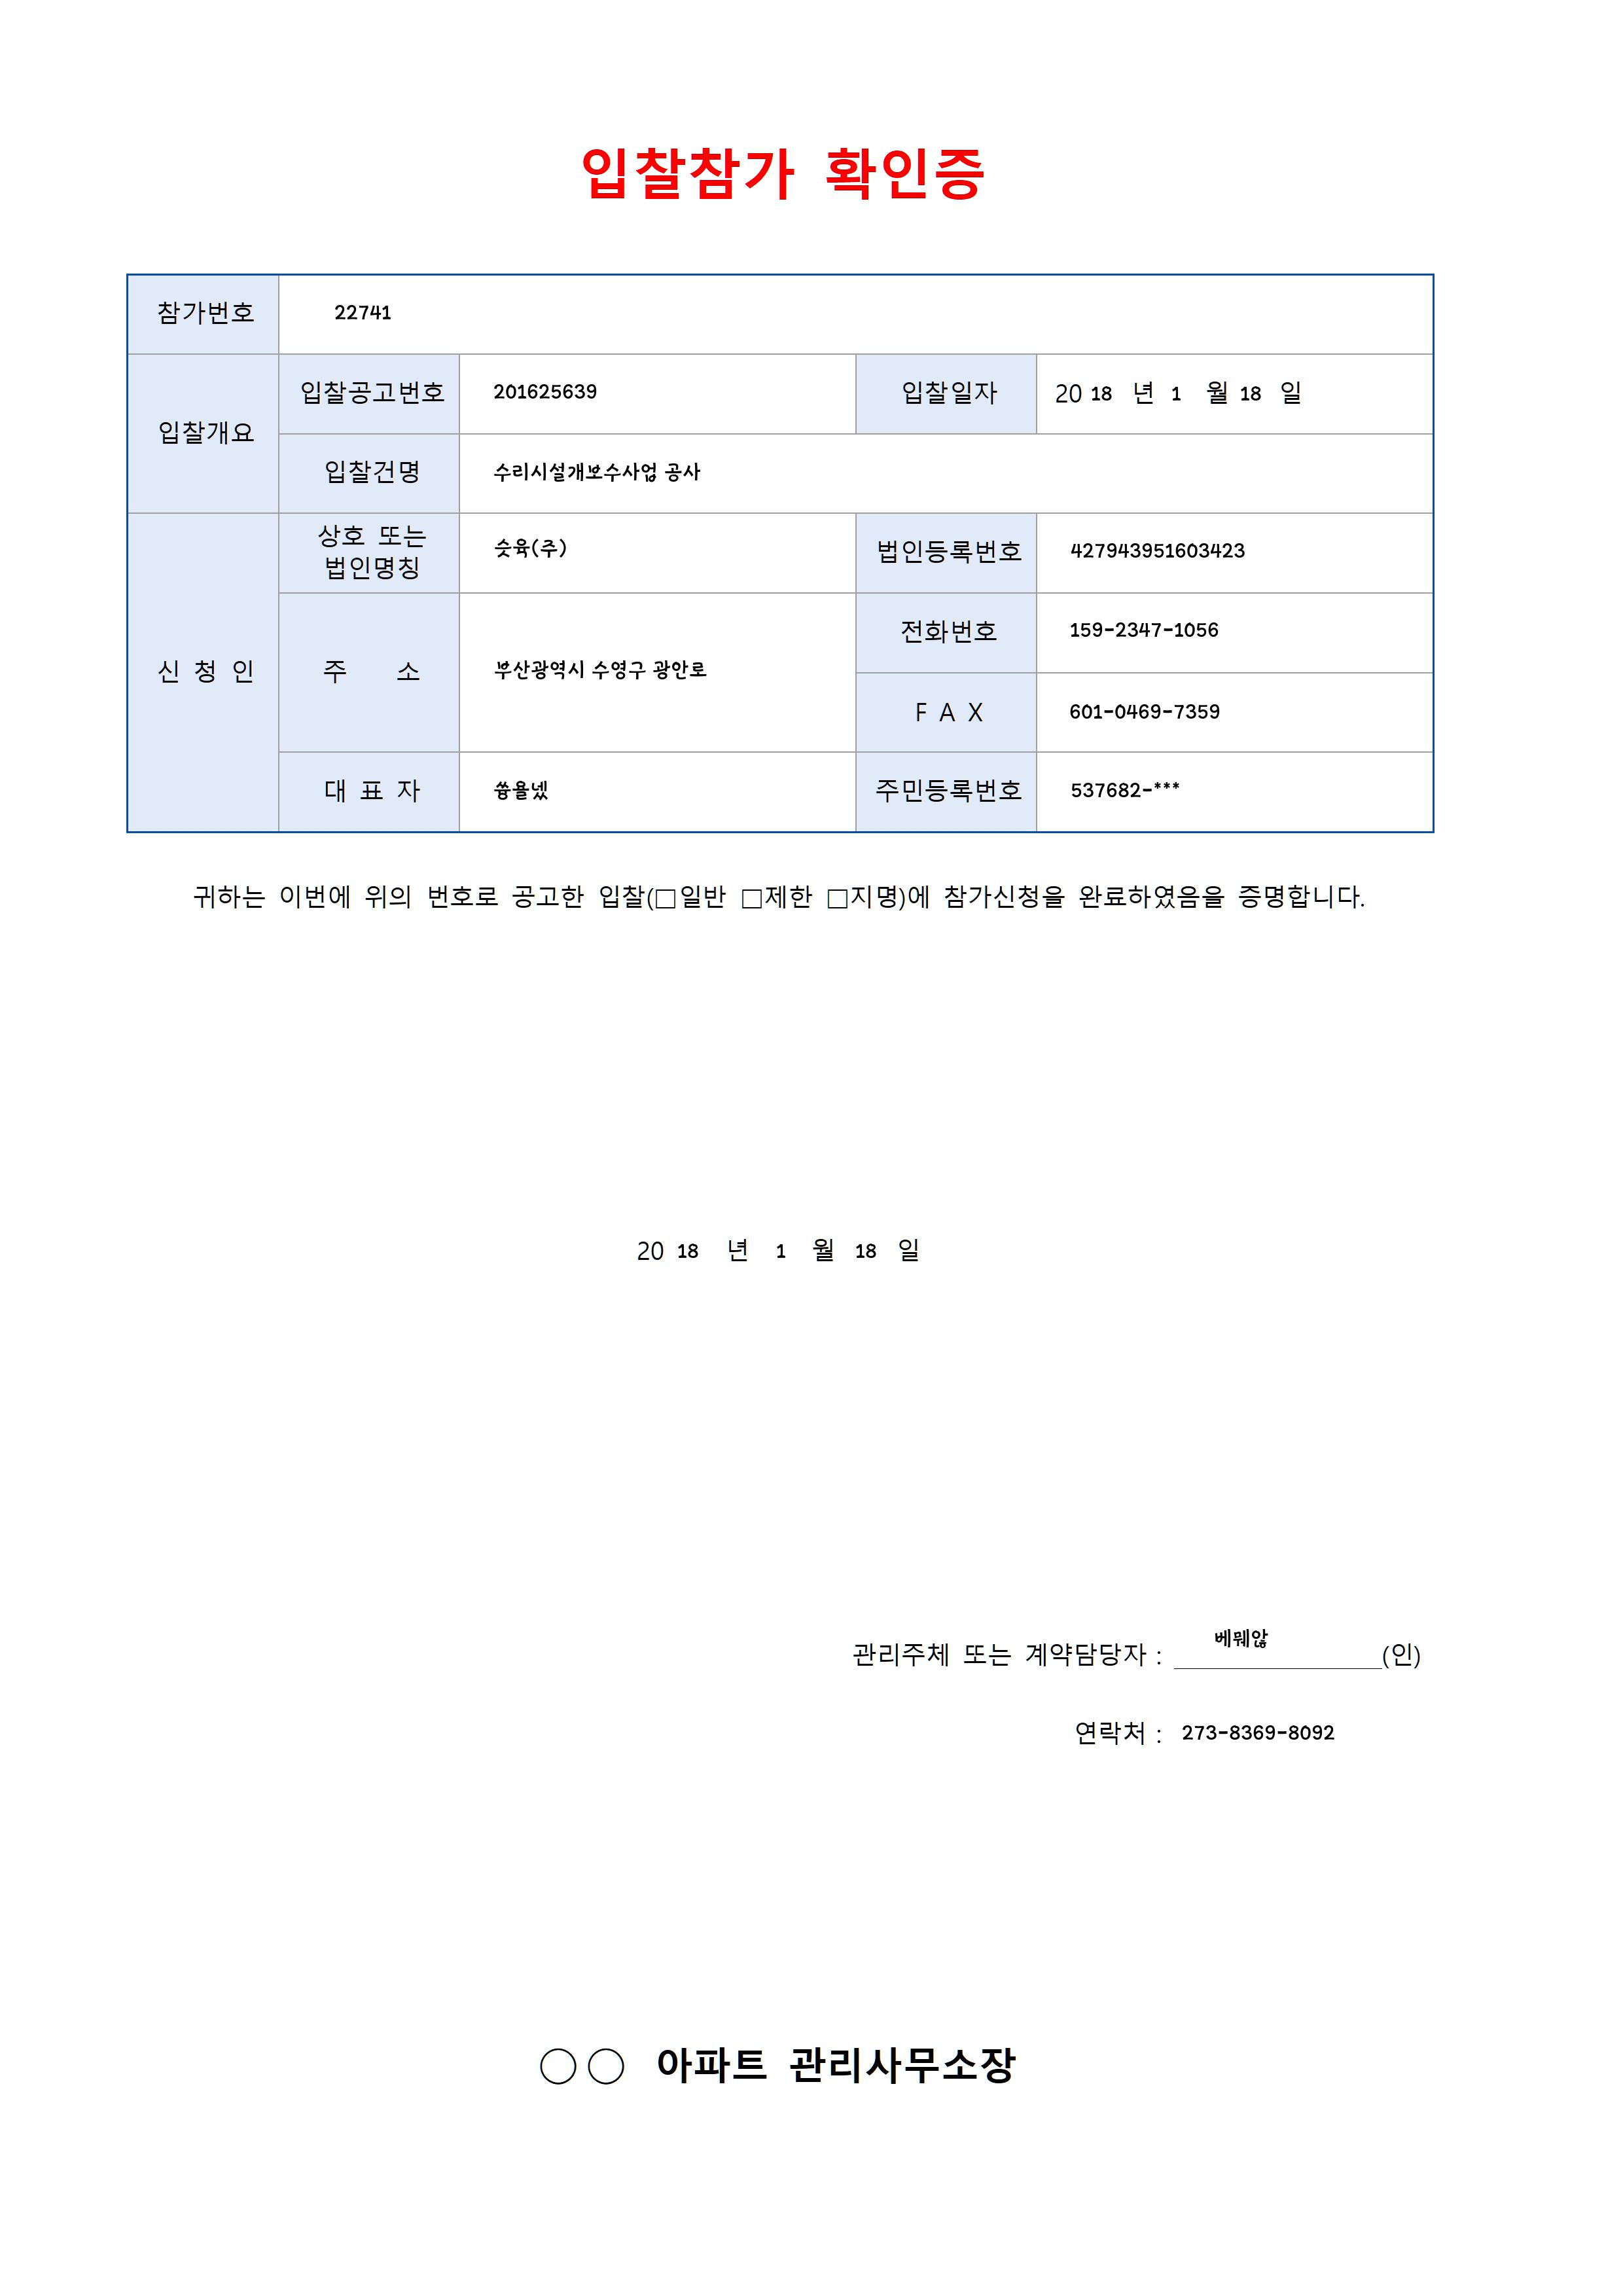 입찰참가 확인증
참가번호 22741
입찰개요 입찰공고번호 201625639 입찰일자 20 18 년 1 월 18 일
입찰건명 수리시설개보수사업 공사
신 청 인 상호 또는 법인명칭 슷육(주) 법인등록번호 427943951603423
주 소 부산광역시 수영구 광안로 전화번호 159-2347-1056
F A X 601-0469-7359
대 표 자 쑹욜넸 주민등록번호 537682-***
귀하는 이번에 위의 번호로 공고한 입찰(□일반 □제한 □지명)에 참가신청을 완료하였음을 증명합니다.
20 18 년 1 월 18 일
관리주체 또는 계약담당자 : 베뭬않 (인)
연락처 : 273-8369-8092
○○ 아파트 관리사무소장